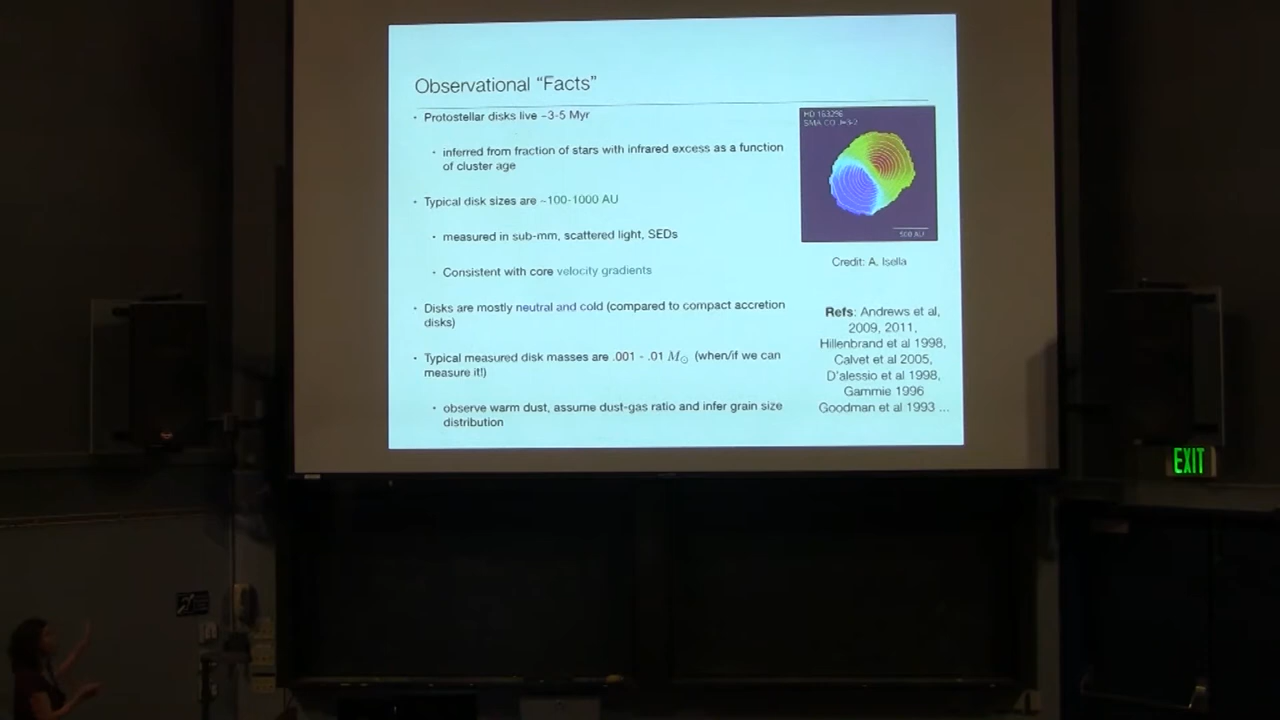 Observational “Facts”
• Protostellar disks live ~3-5 Myr
• inferred from fraction of stars with infrared excess as a function
of cluster age
• Typical disk sizes are ~100-1000 AU
• measured in sub-mm, scattered light, SEDs
• Consistent with core velocity gradients
• Disks are mostly neutral and cold (compared to compact accretion
disks)
• Typical measured disk masses are .001 - .01 M☉ (when/if we can
measure it!)
• observe warm dust, assume dust-gas ratio and infer grain size
distribution
HD 163296
SMA CO J=3-2
500 AU
Credit: A. Isella
Refs: Andrews et al,
2009, 2011,
Hillenbrand et al 1998,
Calvet et al 2005,
D'alessio et al 1998,
Gammie 1996
Goodman et al 1993 ...
EXIT